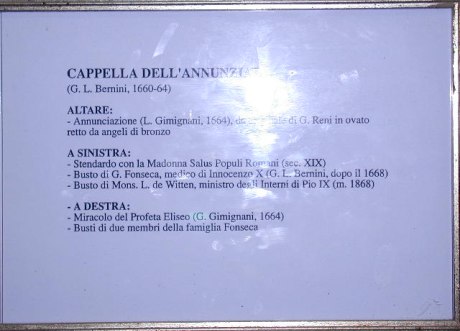 CAPPELLA DELL'ANNUNZ
(G. L. Bernini, 1660-64)
ALTARE:
- Annunciazione (L. Gimignani, 1664), di G. Reni in ovato
retto da angeli di bronzo
A SINISTRA:
- Stendardo con la Madonna Salus Populi Romani (sec. XIX)
- Busto di G. Fonseca, medico di Innocenzo X (G. L. Bernini, dopo il 1668)
- Busto di Mons. L. de Witten, ministro degli Interni di Pio IX (m. 1868)
- A DESTRA:
- Miracolo del Profeta Eliseo (G. Gimignani, 1664)
- Busti di due membri della famiglia Fonseca